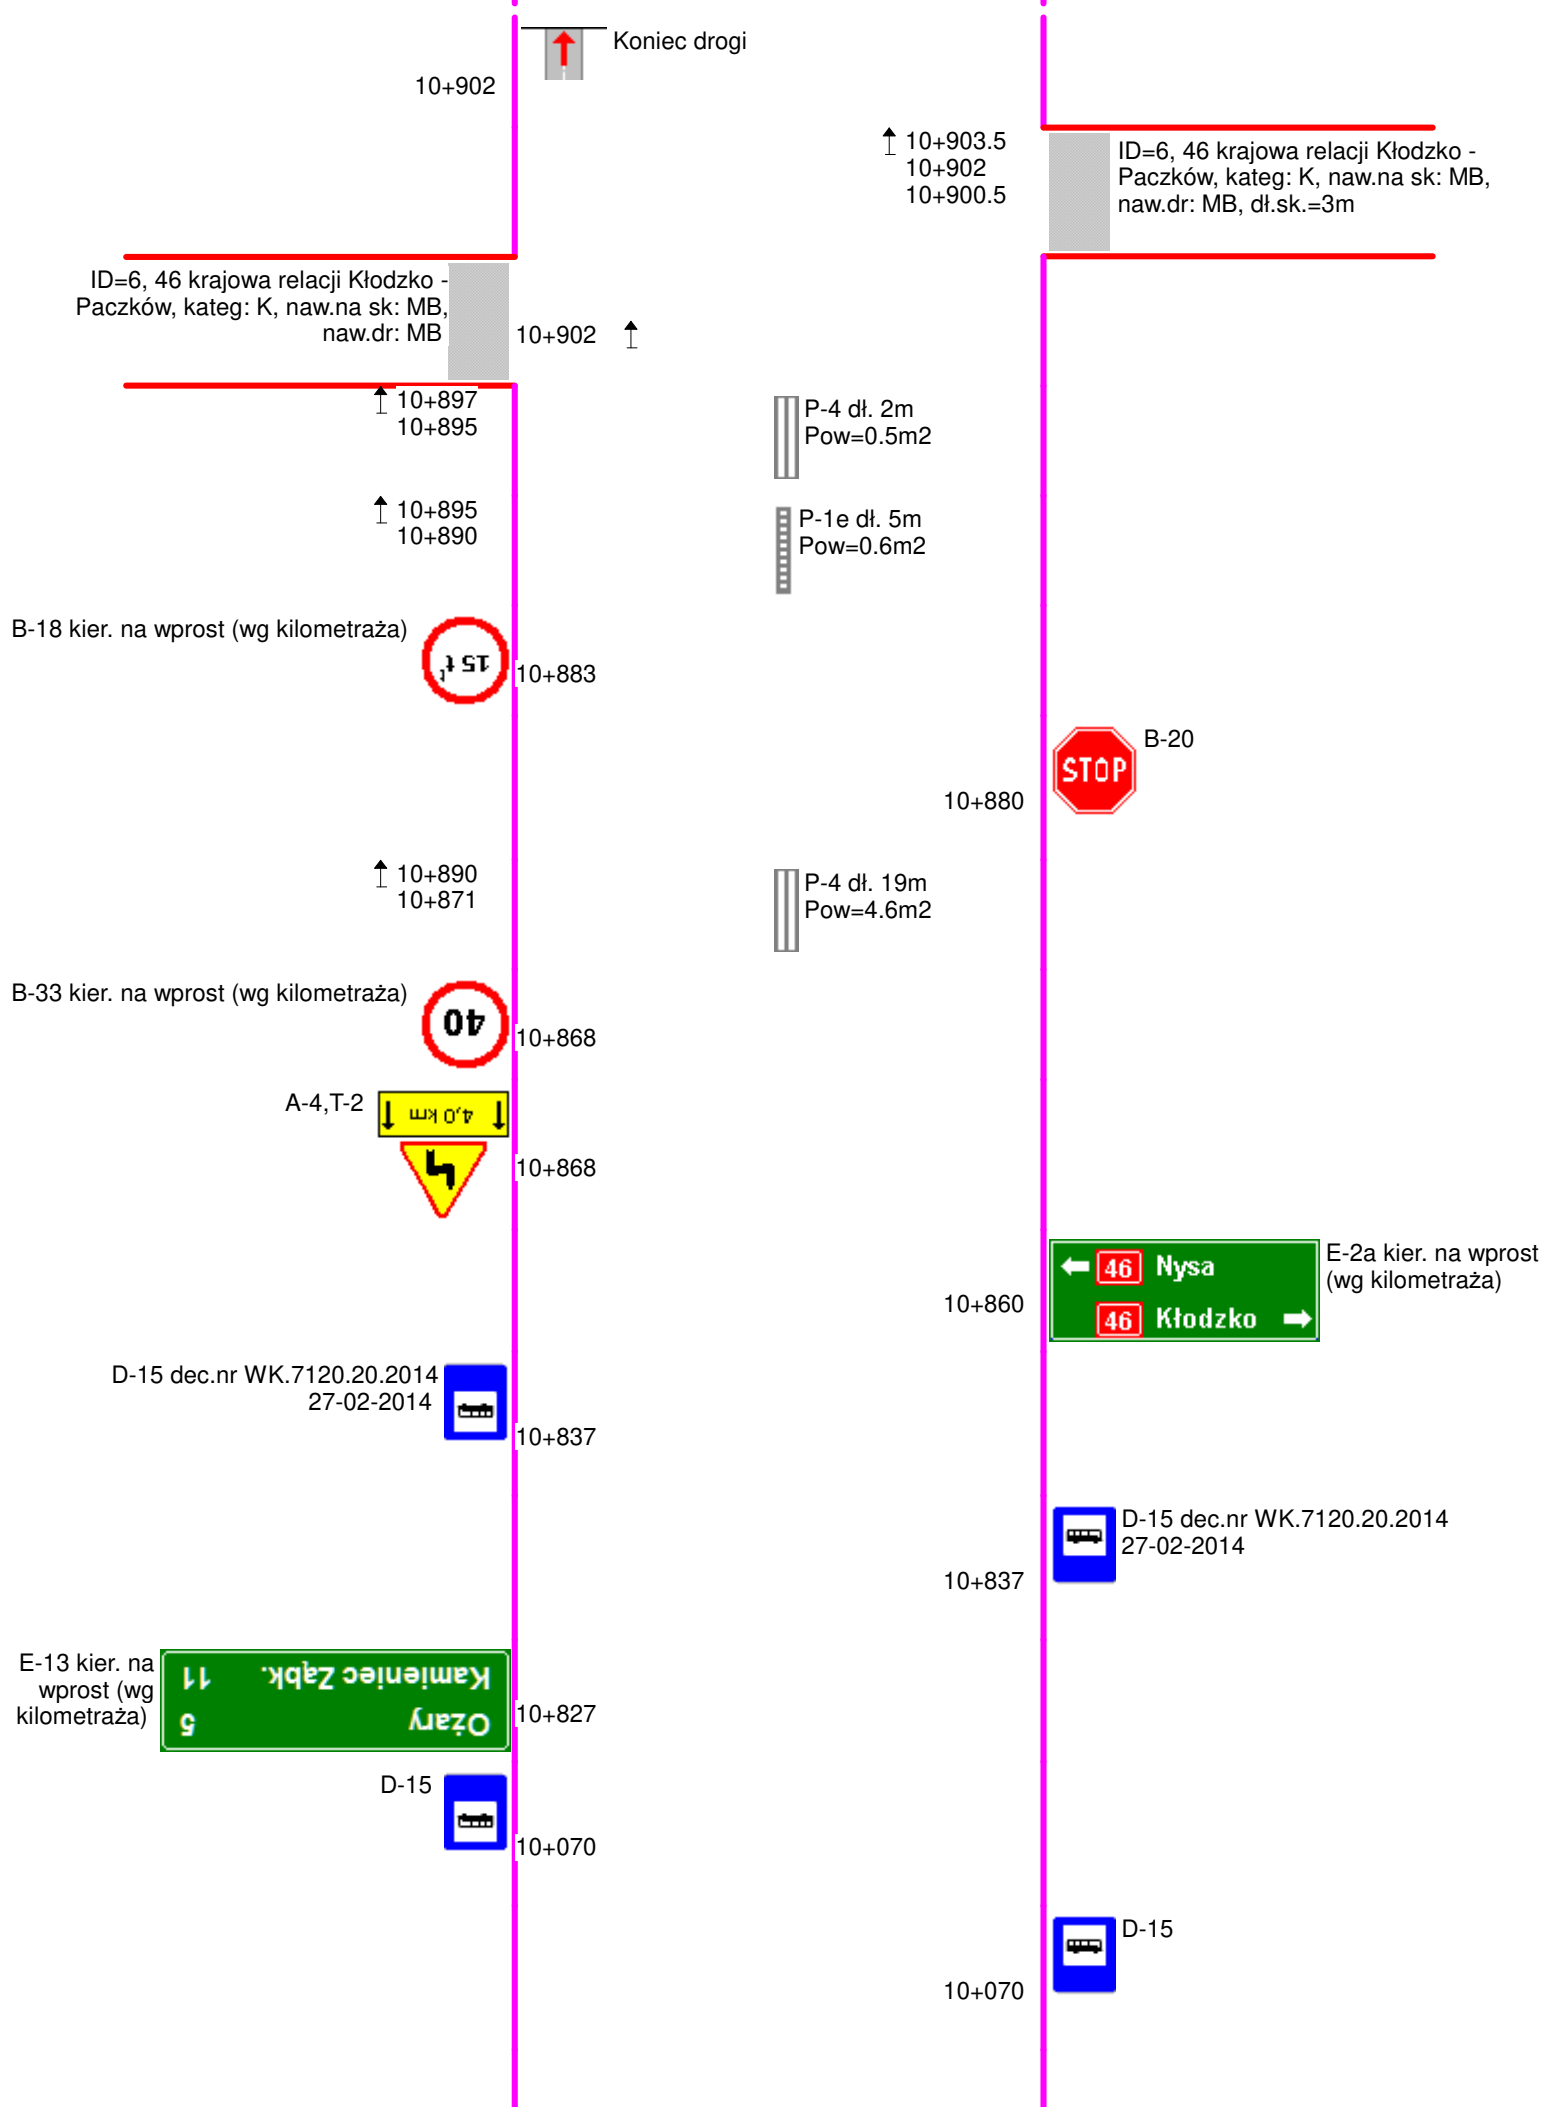 Koniec drogi
10+902
10+903.5
10+902
10+900.5
ID=6, 46 krajowa relacji Kłodzko -
Paczków, kateg: K, naw.na sk: MB,
naw.dr: MB, dł.sk.=3m
ID=6, 46 krajowa relacji Kłodzko -
Paczków, kateg: K, naw.na sk: MB,
naw.dr: MB
10+902
10+897
10+895
P-4 dł. 2m
Pow=0.5m2
10+895
10+890
P-1e dł. 5m
Pow=0.6m2
B-18 kier. na wprost (wg kilometraża)
15 t
10+883
B-20
STOP
10+880
10+890
10+871
P-4 dł. 19m
Pow=4.6m2
B-33 kier. na wprost (wg kilometraża)
40
10+868
A-4,T-2
4,0 km
10+868
E-2a kier. na wprost
(wg kilometraża)
46 Nysa
46 Kłodzko
10+860
D-15 dec.nr WK.7120.20.2014
27-02-2014
10+837
D-15 dec.nr WK.7120.20.2014
27-02-2014
10+837
E-13 kier. na
wprost (wg
kilometraża)
Ożary 5
Kamieniec Ząbk. 11
10+827
D-15
10+070
D-15
10+070